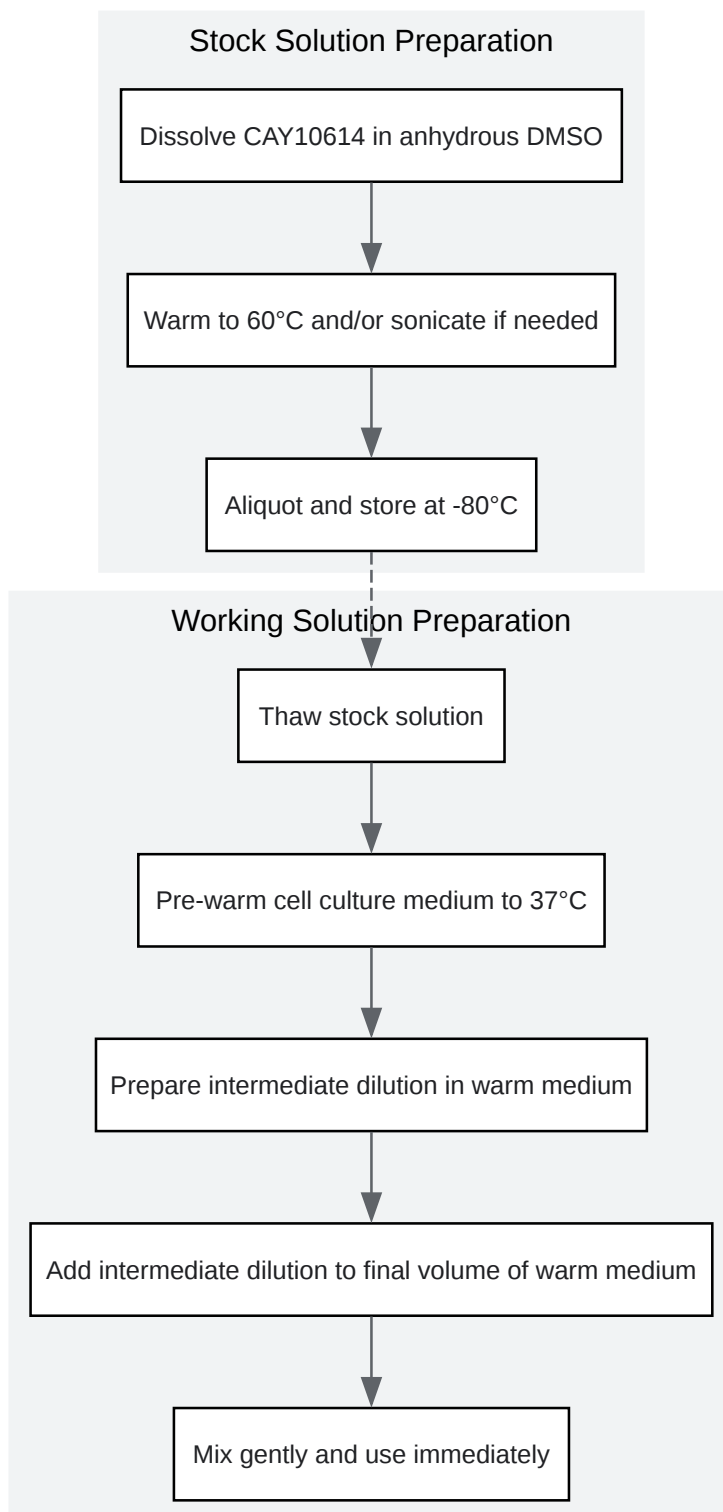 Stock Solution Preparation
Dissolve CAY10614 in anhydrous DMSO
Warm to 60°C and/or sonicate if needed
Aliquot and store at -80°C
Working Solution Preparation
Thaw stock solution
Pre-warm cell culture medium to 37°C
Prepare intermediate dilution in warm medium
Add intermediate dilution to final volume of warm medium
Mix gently and use immediately